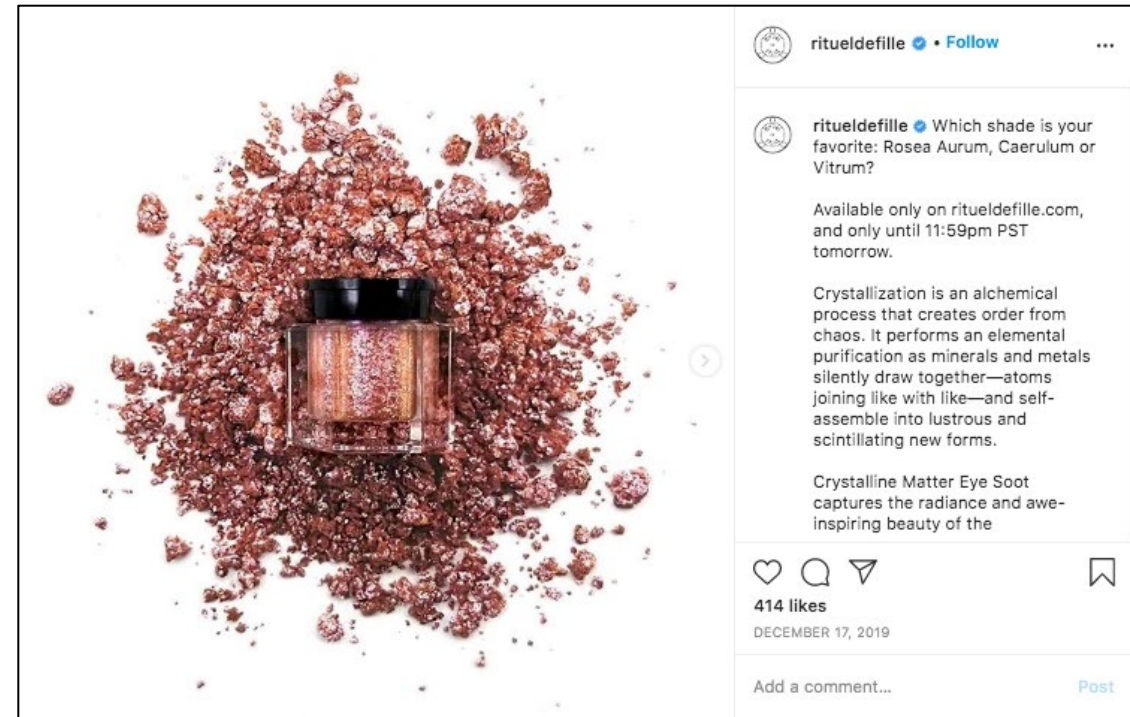 ritueldefille • Follow
...
ritueldefille Which shade is your
favorite: Rosea Aurum, Caerulum or
Vitrum?
Available only on ritueldefille.com,
and only until 11:59pm PST
tomorrow.
Crystallization is an alchemical
process that creates order from
chaos. It performs an elemental
purification as minerals and metals
silently draw together—atoms
joining like with like—and self-
assemble into lustrous and
scintillating new forms.
Crystalline Matter Eye Soot
captures the radiance and awe-
inspiring beauty of the
414 likes
DECEMBER 17, 2019
Add a comment...
Post